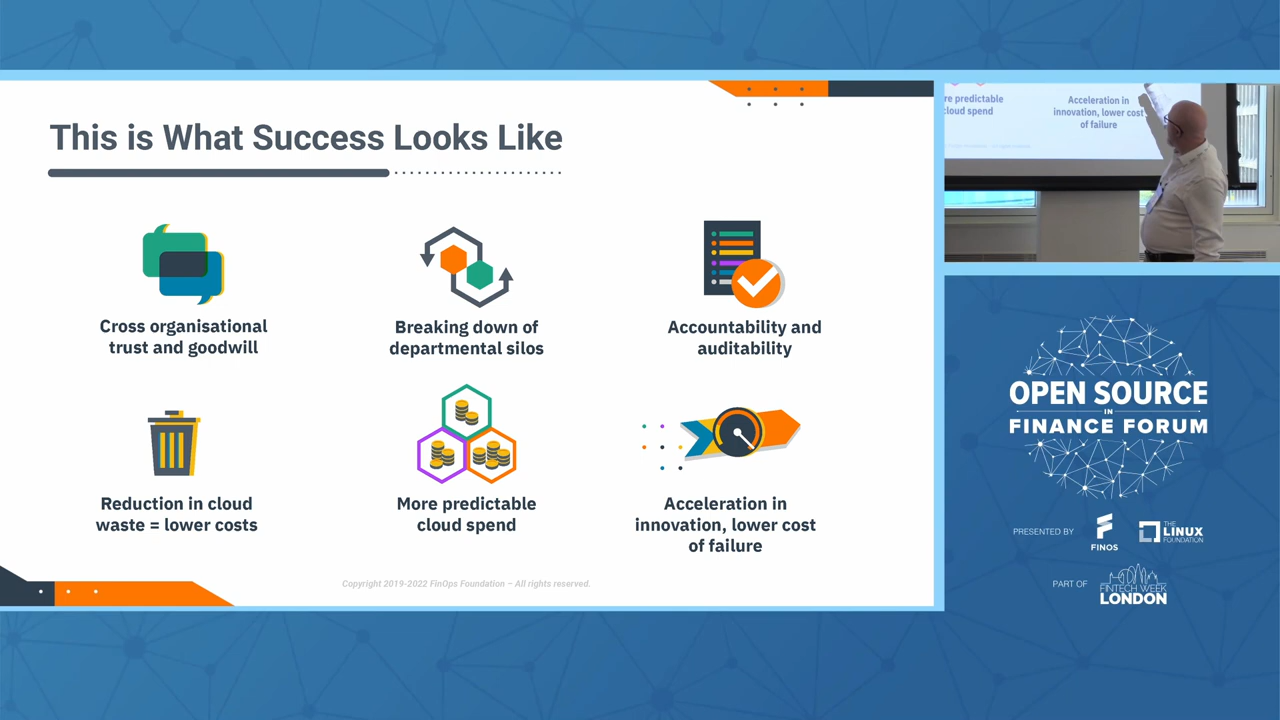 This is What Success Looks Like
Cross organisational
trust and goodwill
Breaking down of
departmental silos
Accountability and
auditability
Reduction in cloud
waste = lower costs
More predictable
cloud spend
Acceleration in
innovation, lower cost
of failure
Copyright 2019-2022 FinOps Foundation – All rights reserved.
re predictable
cloud spend
Acceleration in
innovation, lower cost
of failure
OPEN SOURCE
IN
FINANCE FORUM
PRESENTED BY
FINOS
THE
LINUX
FOUNDATION
PART OF
FINTECH WEEK
LONDON